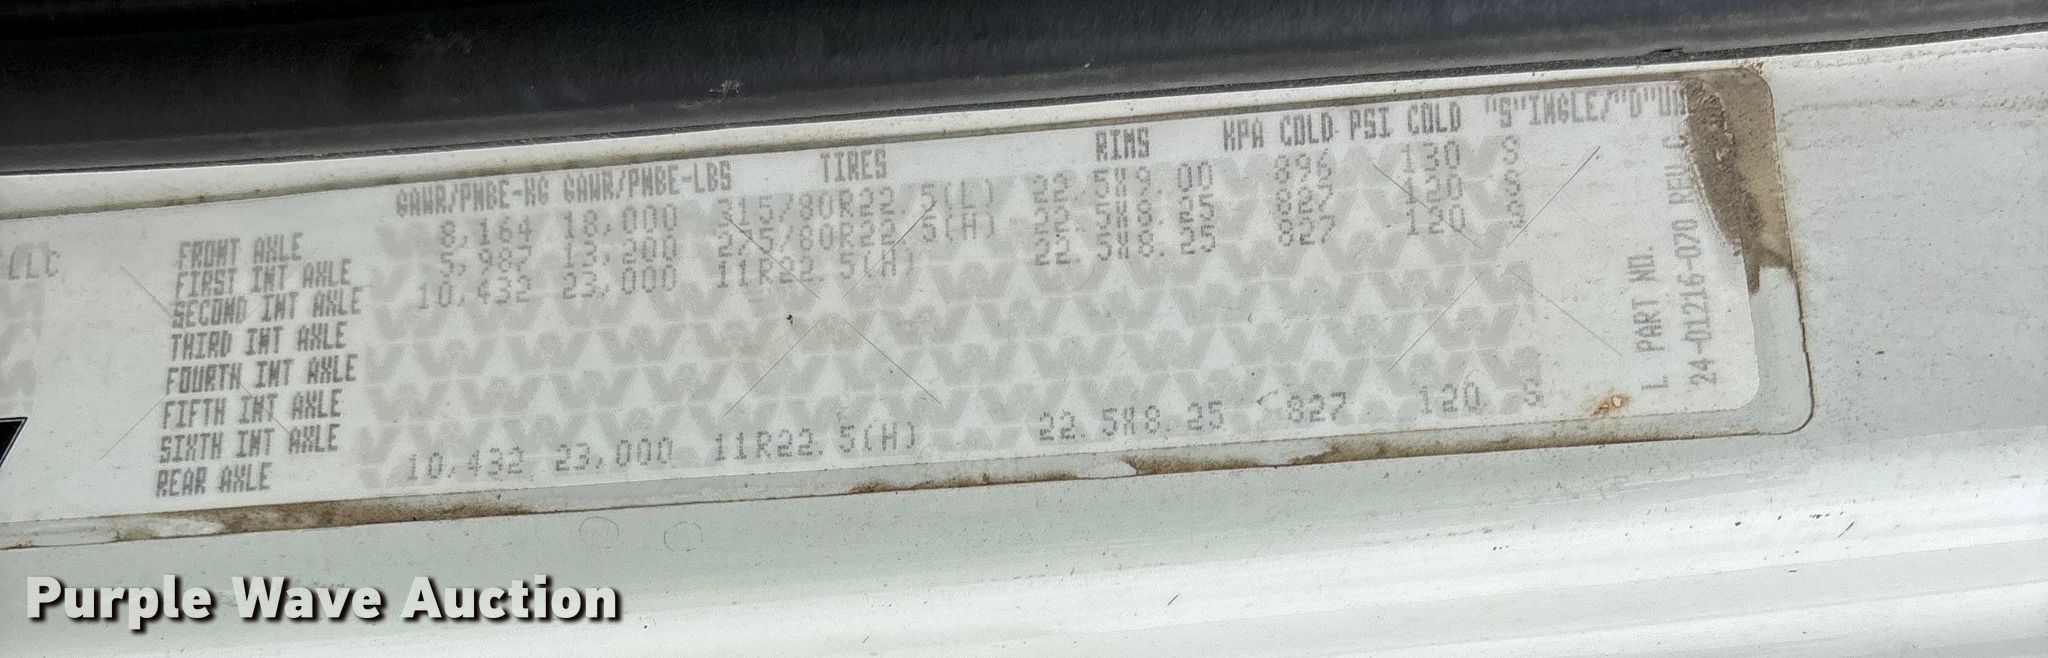 GAWR/PNBE-KG GAWR/PNBE-LBS TIRES RIMS KPA COLD PSI COLD "S"INGLE/"D"U
FRONT AXLE 8,164 18,000 315/80R22.5(L) 22.5X9.00 896 130 S
FIRST INT AXLE 5,983 13,200 275/80R22.5(H) 22.5X8.25 827 120 S
SECOND INT AXLE 10,432 23,000 11R22.5(H) 22.5X8.25 827 120 S
THIRD INT AXLE
FOURTH INT AXLE
FIFTH INT AXLE
SIXTH INT AXLE
REAR AXLE 10,432 23,000 11R22.5(H) 22.5X8.25 827 120 S
LLC
L PART NO.
24-01216-070 REV C
Purple Wave Auction